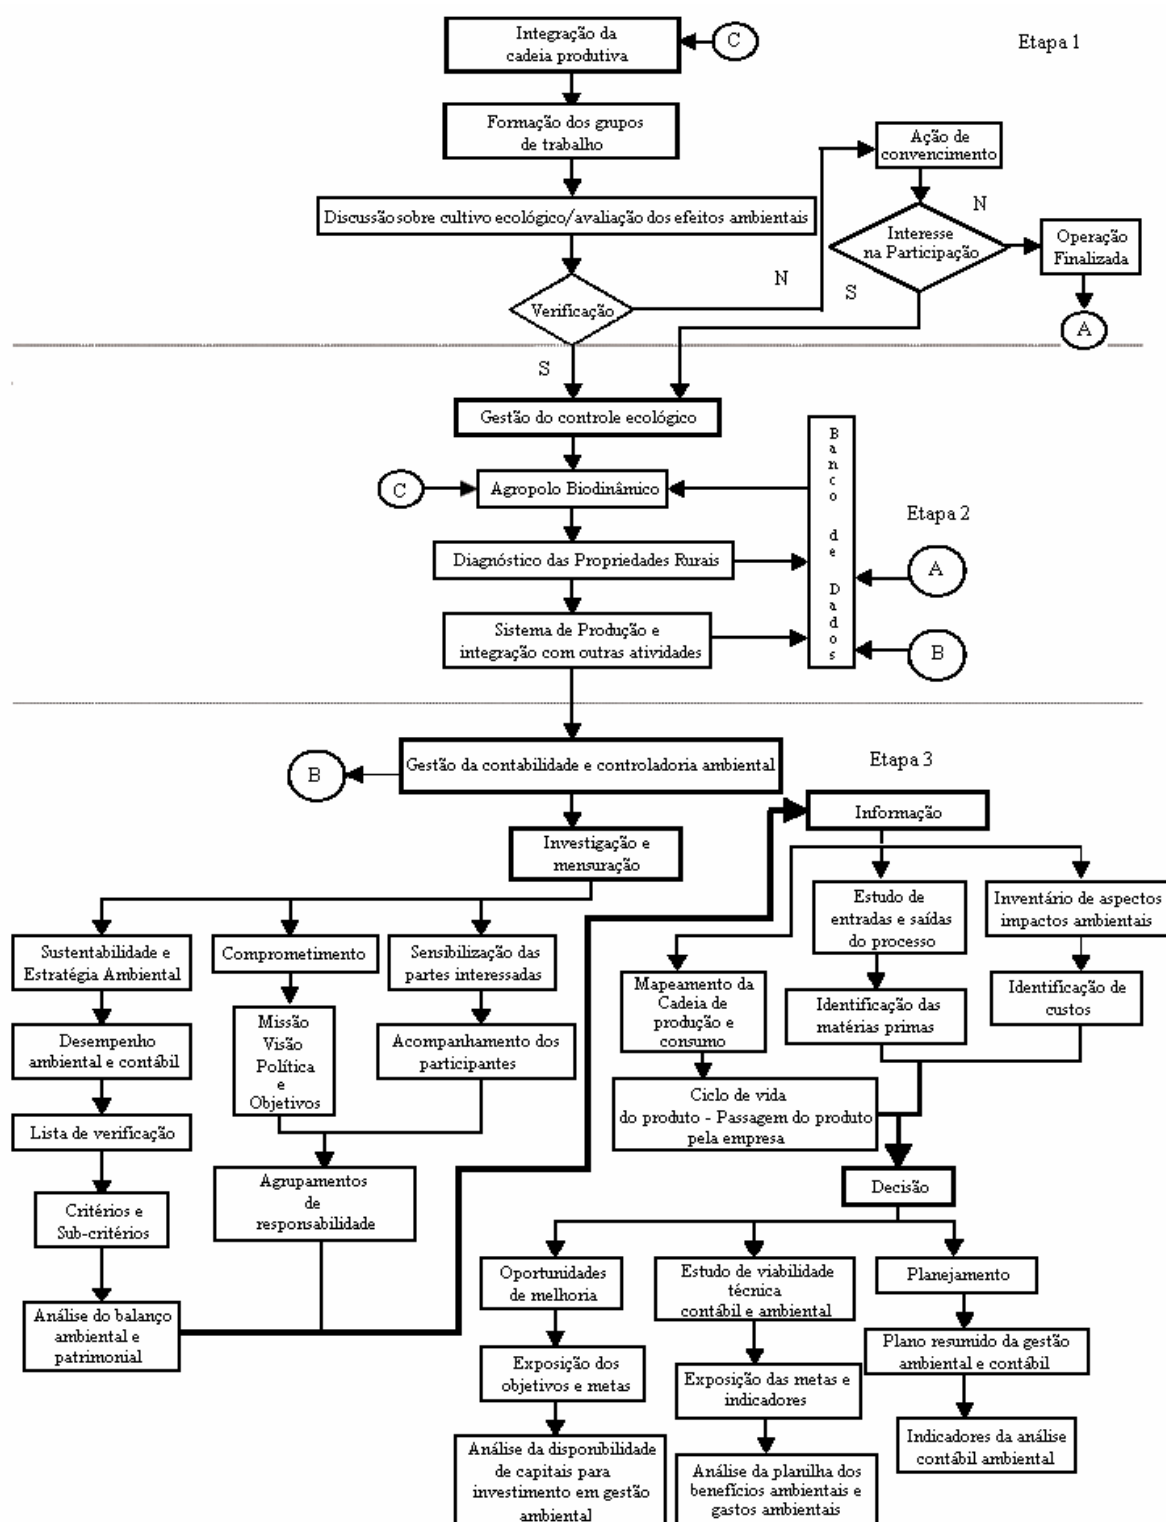 Integração da
cadeia produtiva
C
Etapa 1
Formação dos grupos
de trabalho
Ação de
convencimento
Discussão sobre cultivo ecológico/avaliação dos efeitos ambientais
N
Interesse
na Participação
Operação
Finalizada
N
S
Verificação
A
S
Gestão do controle ecológico
Banco de Dados
C
Agropolo Biodinâmico
Etapa 2
Diagnóstico das Propriedades Rurais
A
Sistema de Produção e
integração com outras atividades
B
Gestão da contabilidade e controladoria ambiental
B
Etapa 3
Informação
Investigação e
mensuração
Sustentabilidade e
Estratégia Ambiental
Comprometimento
Sensibilização das
partes interessadas
Estudo de
entradas e saídas
do processo
Inventário de aspectos
impactos ambientais
Mapeamento da
Cadeia de
produção e
consumo
Identificação das
matérias primas
Identificação de
custos
Desempenho
ambiental e contábil
Missão
Visão
Política
e
Objetivos
Acompanhamento dos
participantes
Ciclo de vida
do produto - Passagem do produto
pela empresa
Lista de verificação
Agrupamentos
de
responsabilidade
Decisão
Critérios e
Sub-critérios
Oportunidades
de melhoria
Estudo de viabilidade
técnica
contábil e ambiental
Planejamento
Análise do balanço
ambiental e
patrimonial
Exposição dos
objetivos e metas
Exposição das metas e
indicadores
Plano resumido da gestão
ambiental e contábil
Análise da disponibilidade
de capitais para
investimento em gestão
ambiental
Análise da planilha dos
benefícios ambientais e
gastos ambientais
Indicadores da análise
contábil ambiental